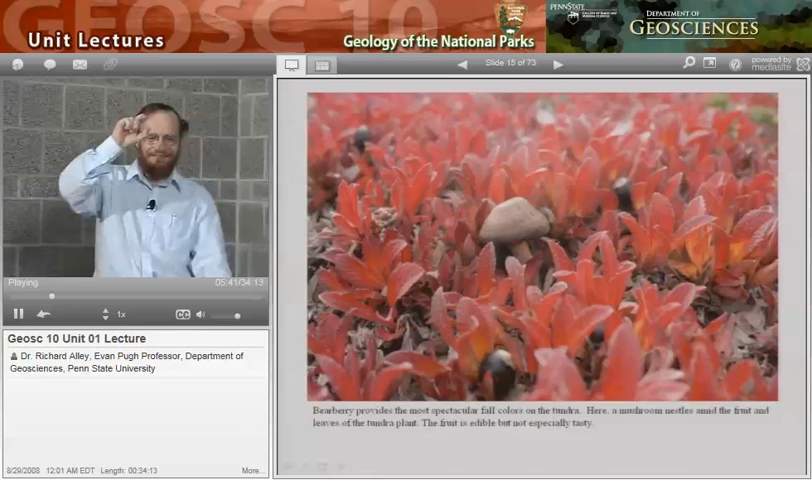 GEOSC 10
Unit Lectures
Geology of the National Parks
PENNSTATE
DEPARTMENT OF
GEOSCIENCES
Slide 15 of 73
powered by
mediasite
Playing
05:41/34:13
1x
CC
Geosc 10 Unit 01 Lecture
Dr. Richard Alley, Evan Pugh Professor, Department of
Geosciences, Penn State University
8/29/2008 12:01 AM EDT Length: 00:34:13
More...
Bearberry provides the most spectacular fall colors on the tundra. Here, a mushroom nestles amid the fruit and
leaves of the tundra plant. The fruit is edible but not especially tasty.